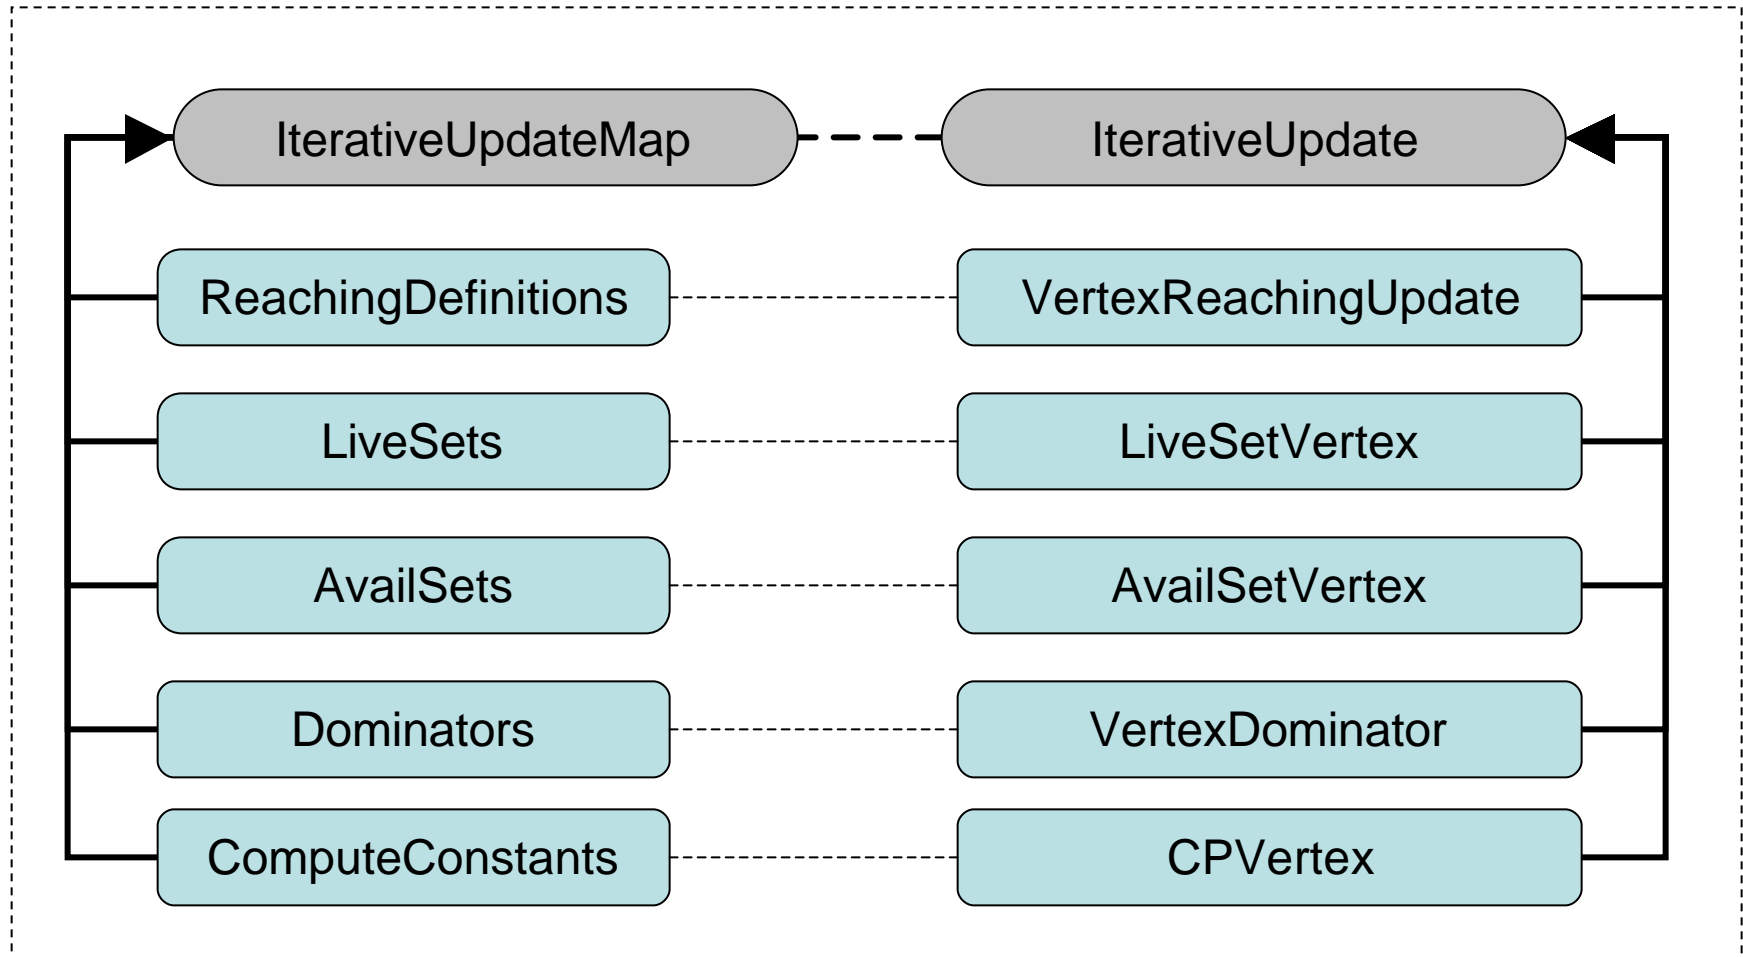 IterativeUpdateMap
IterativeUpdate
ReachingDefinitions
VertexReachingUpdate
LiveSets
LiveSetVertex
AvailSets
AvailSetVertex
Dominators
VertexDominator
ComputeConstants
CPVertex